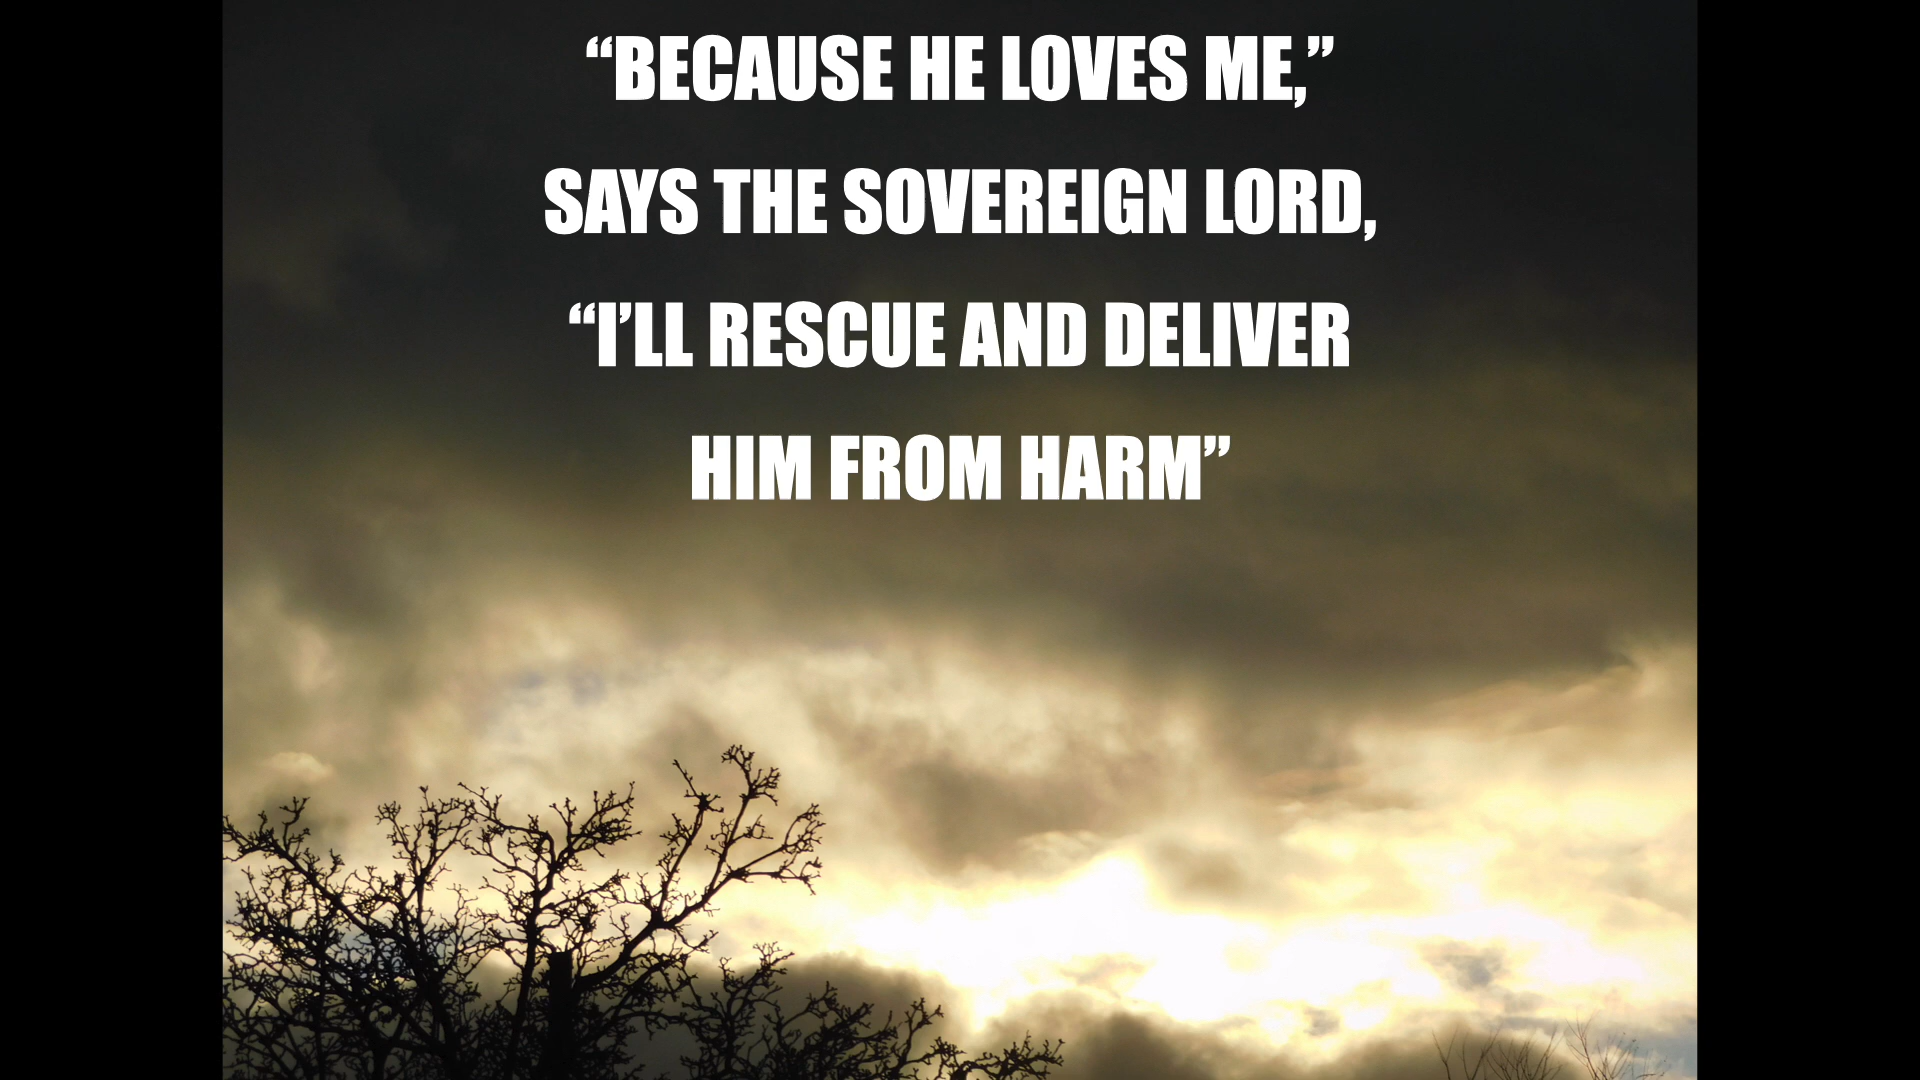 “BECAUSE HE LOVES ME,”
SAYS THE SOVEREIGN LORD,
“I’LL RESCUE AND DELIVER
HIM FROM HARM”